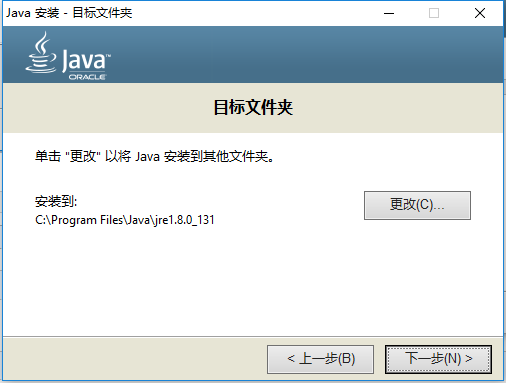 Java 安装 - 目标文件夹
Java™
ORACLE
目标文件夹
单击 "更改" 以将 Java 安装到其他文件夹。
安装到:
更改(C)...
C:\Program Files\Java\jre1.8.0_131
< 上一步(B)
下一步(N) >